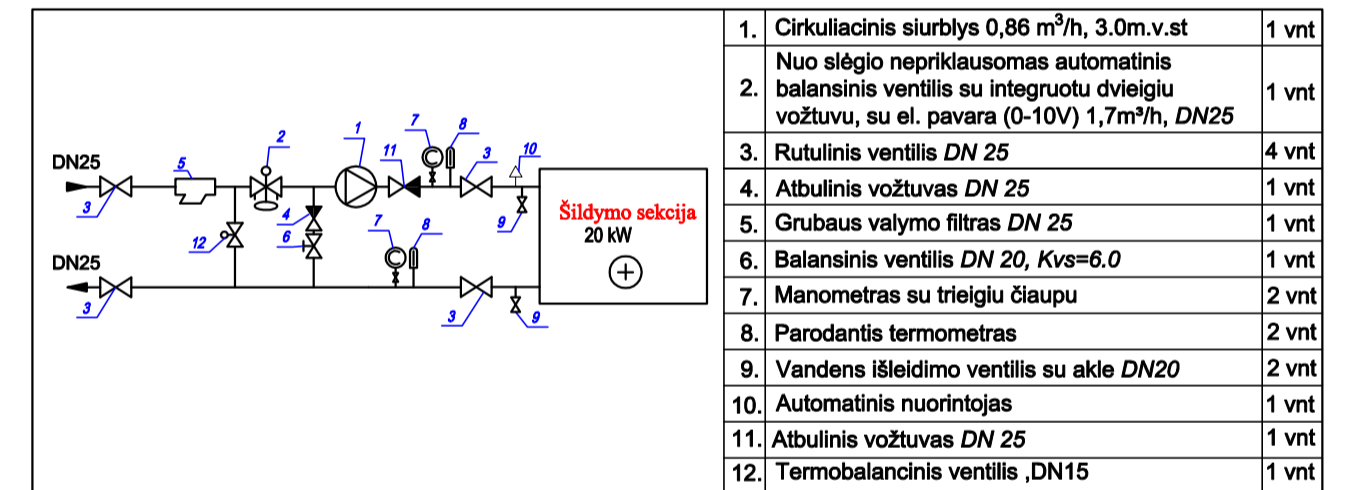 DN25
5
2
1
11
7
8
3
10
3
12
4
6
7
8
9
DN25
3
3
9
Šildymo sekcija
20 kW
1. Cirkuliacinis siurblys 0,86 m³/h, 3.0m.v.st 1 vnt
2. Nuo slėgio nepriklausomas automatinis
balansinis ventilis su integruotu dvieigiu
vožtuvu, su el. pavara (0-10V) 1,7m³/h, DN25 1 vnt
3. Rutulinis ventilis DN 25 4 vnt
4. Atbulinis vožtuvas DN 25 1 vnt
5. Grubaus valymo filtras DN 25 1 vnt
6. Balansinis ventilis DN 20, Kvs=6.0 1 vnt
7. Manometras su trieigiu čiaupu 2 vnt
8. Parodantis termometras 2 vnt
9. Vandens išleidimo ventilis su akle DN20 2 vnt
10. Automatinis nuorintojas 1 vnt
11. Atbulinis vožtuvas DN 25 1 vnt
12. Termobalancinis ventilis ,DN15 1 vnt